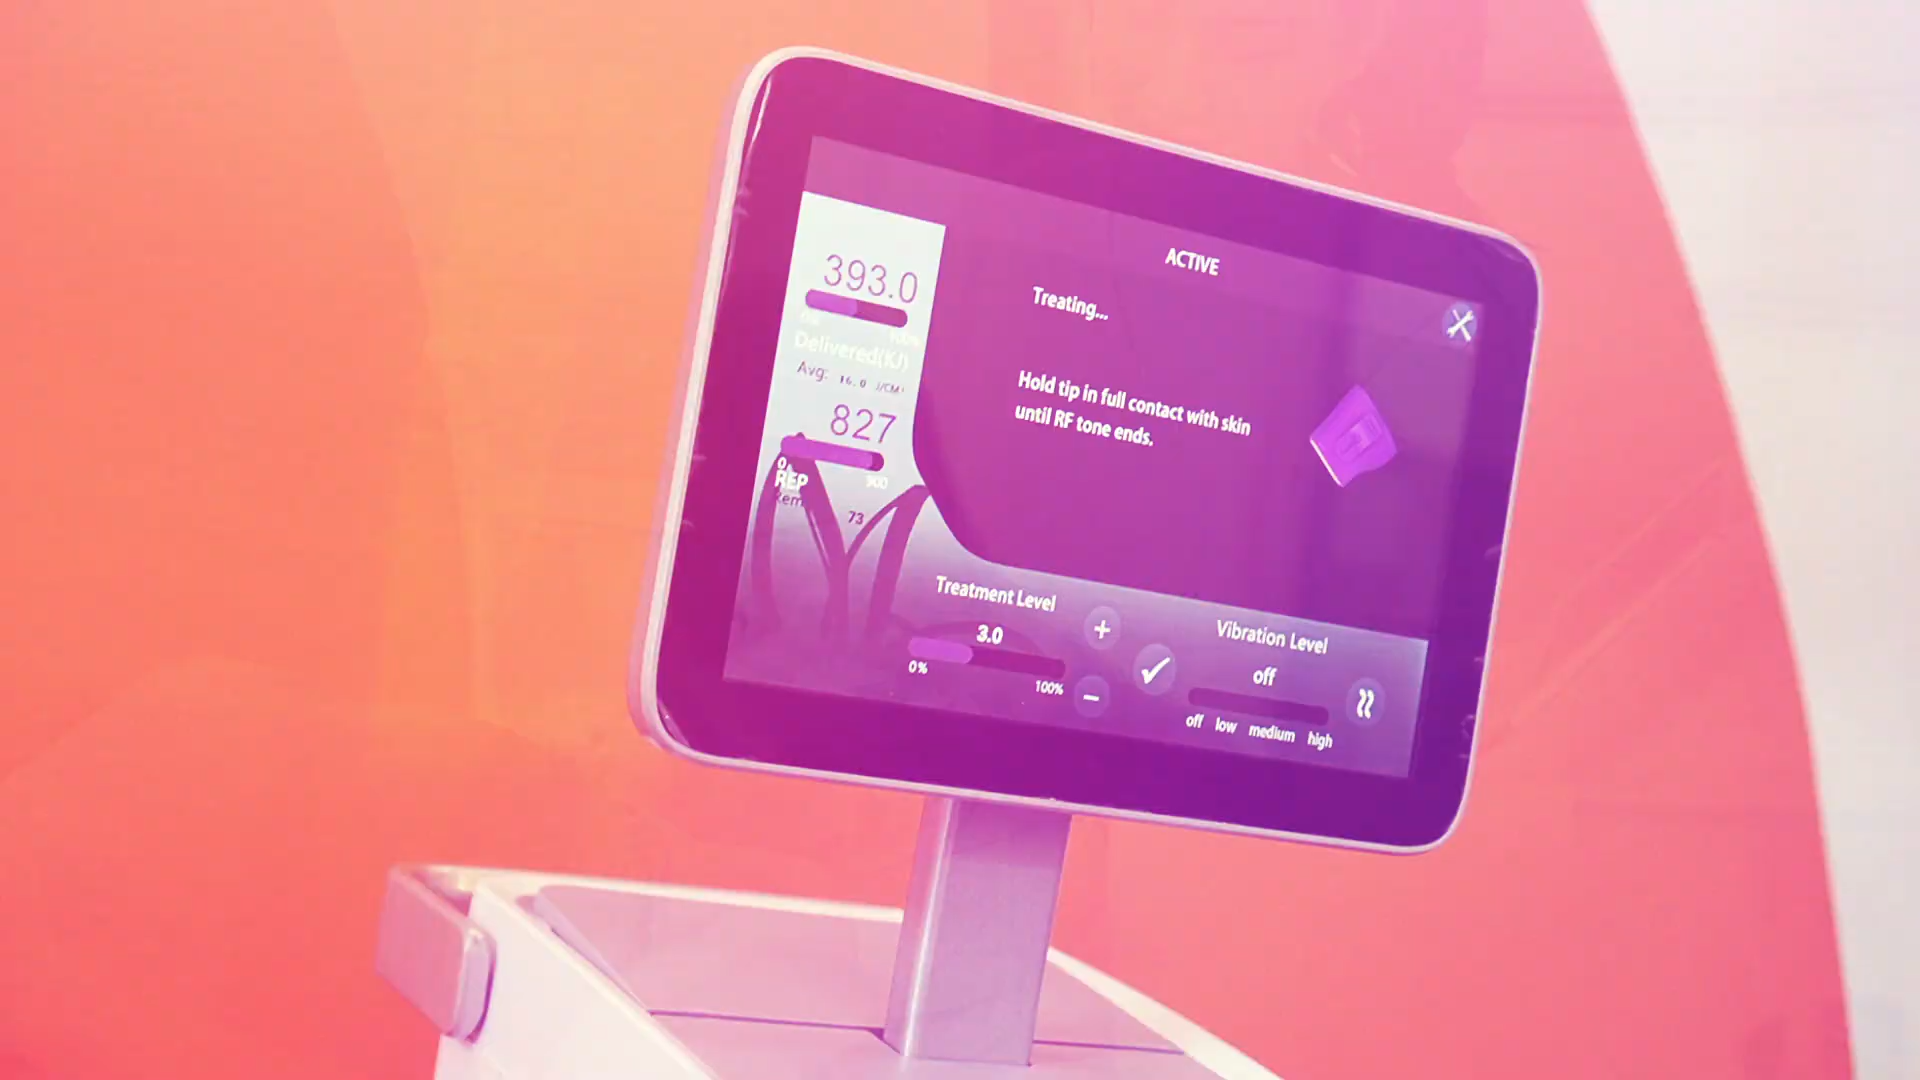 ACTIVE
393.0
0%
100%
Delivered(KJ)
Avg: 16.0 J/CM²
827
0
900
REP
Rem
73
Treating...
Hold tip in full contact with skin
until RF tone ends.
Treatment Level
3.0
0%
100%
+
-
Vibration Level
off
off low medium high